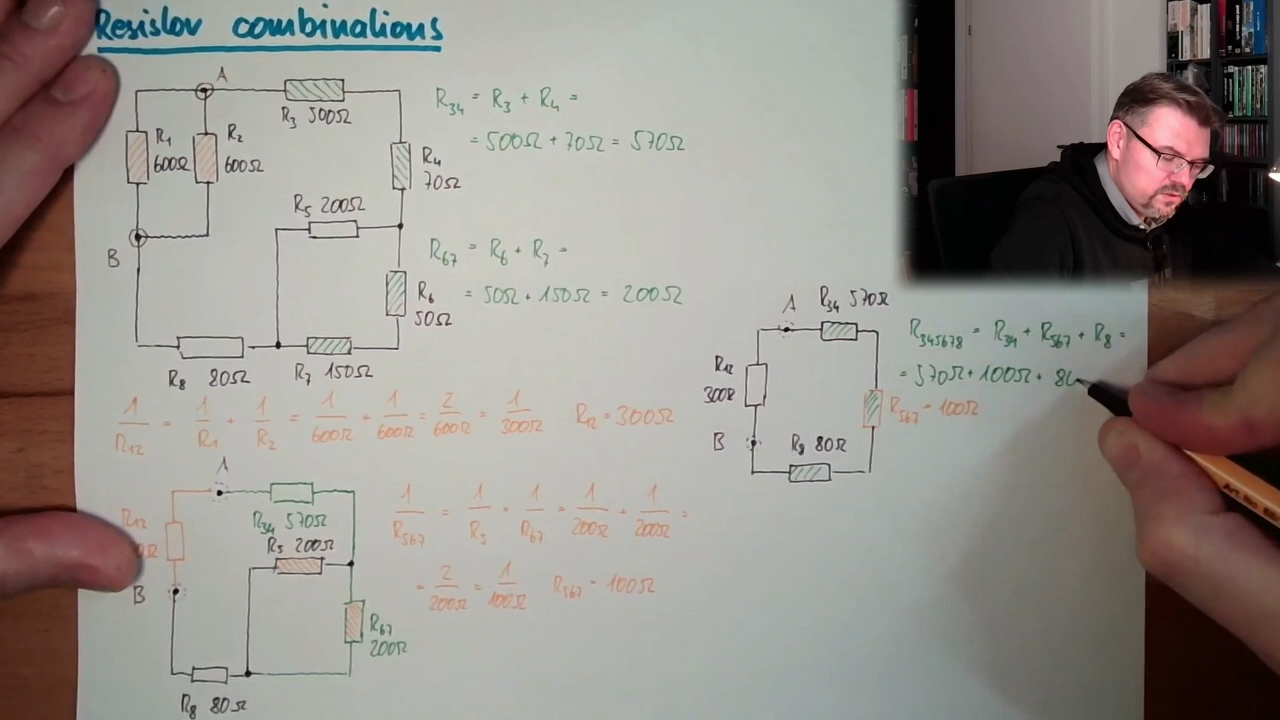 Resistor combinations
A
R₃ 500Ω
R₁
600Ω
R₂
600Ω
R₄
70Ω
R₅ 200Ω
B
R₆
50Ω
R₈ 80Ω
R₇ 150Ω
R₃₄ = R₃ + R₄ =
= 500Ω + 70Ω = 570Ω
R₆₇ = R₆ + R₇ =
= 50Ω + 150Ω = 200Ω
1/R₁₂ = 1/R₁ + 1/R₂ = 1/600Ω + 1/600Ω = 2/600Ω = 1/300Ω R₁₂ = 300Ω
A
R₁₂
R₃₄ 570Ω
R₅ 200Ω
B
R₆₇
200Ω
R₈ 80Ω
1/R₅₆₇ = 1/R₅ + 1/R₆₇ = 1/200Ω + 1/200Ω =
= 2/200Ω = 1/100Ω R₅₆₇ = 100Ω
A
R₃₄ 570Ω
R₁₂
300Ω
B
R₈ 80Ω
R₅₆₇ = 100Ω
R₃₄₅₆₇₈ = R₃₄ + R₅₆₇ + R₈ =
= 570Ω + 100Ω + 80